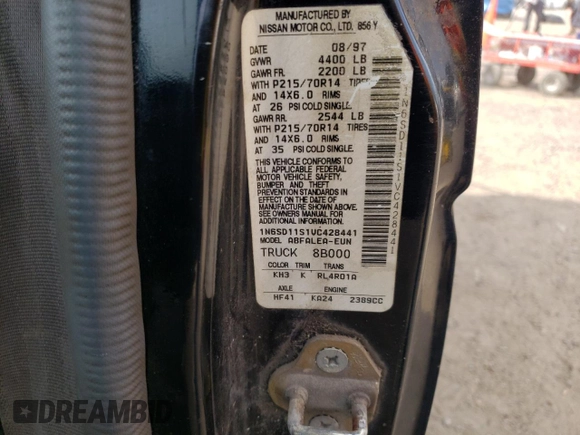 MANUFACTURED BY
NISSAN MOTOR CO., LTD. 856 Y
DATE 08/97
GVWR 4400 LB
GAWR FR. 2200 LB
WITH P215/70R14 TIRES
AND 14X6.0 RIMS
AT 26 PSI COLD SINGLE.
GAWR RR. 2544 LB
WITH P215/70R14 TIRES
AND 14X6.0 RIMS
AT 35 PSI COLD SINGLE.
THIS VEHICLE CONFORMS TO
ALL APPLICABLE FEDERAL
MOTOR VEHICLE SAFETY,
BUMPER AND THEFT
PREVENTION STANDARDS IN
EFFECT ON THE DATE OF
MANUFACTURE SHOWN ABOVE.
SEE OWNERS MANUAL.
1N6SD11S1VC428441
MODEL ABFALEA-EUN
TRUCK 8B000
COLOR TRIM TRANS
KH3 K RL4R01A
AXLE ENGINE
HF41 KA24 2389CC
1N6SD11S1VC428441
DREAMBID